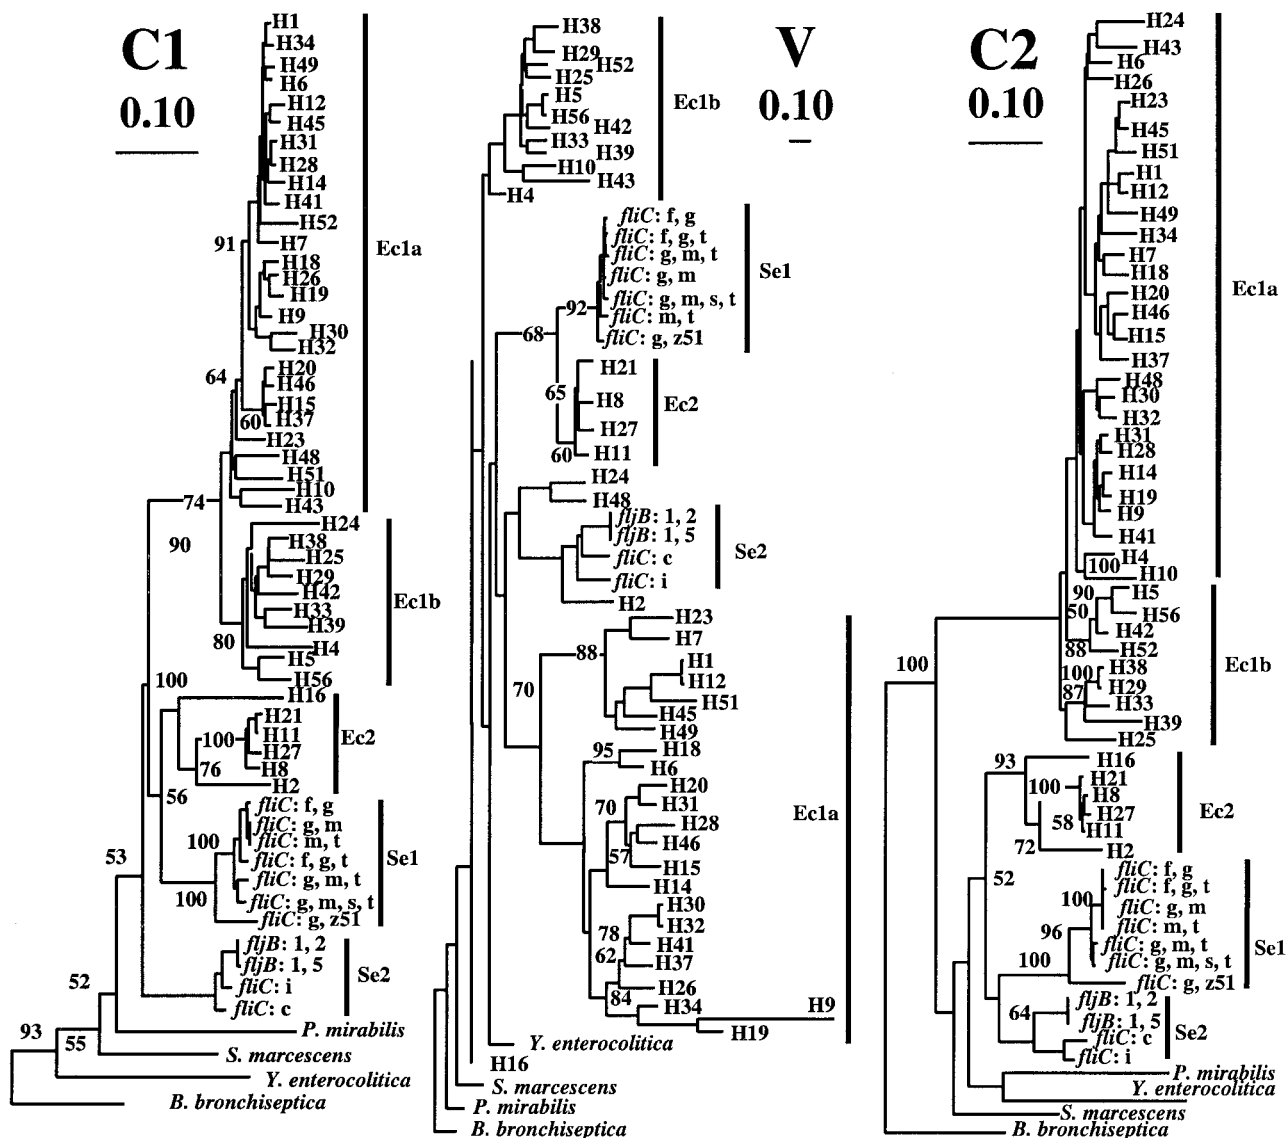 C1
0.10
H1
H34
H49
H6
H12
H45
H31
H28
H14
H41
H52
91
H7
Ec1a
H18
H26
H19
H9
H30
H32
64
H20
H46
H15
60
H37
H23
H48
H51
74
H10
H43
90
H24
H38
H25
H29
H42
Ec1b
H33
80
H39
H4
H5
100
H56
H16
H21
100
H11
Ec2
H27
76
H8
H2
56
fliC: f, g
fliC: g, m
100
fliC: m, t
Se1
53
fliC: f, g, t
fliC: g, m, t
100
fliC: g, m, s, t
fliC: g, z51
fljB: 1, 2
fljB: 1, 5
Se2
52
fliC: i
fliC: c
93
55
P. mirabilis
S. marcescens
Y. enterocolitica
B. bronchiseptica
V
0.10
H38
H29
H52
H25
H5
Ec1b
H56
H42
H33
H39
H10
H43
H4
fliC: f, g
fliC: f, g, t
fliC: g, m, t
fliC: g, m
Se1
92
fliC: g, m, s, t
fliC: m, t
68
fliC: g, z51
H21
65
H8
Ec2
H27
60
H11
H24
H48
fljB: 1, 2
fljB: 1, 5
Se2
fliC: c
fliC: i
H2
H23
H7
88
H1
H12
70
H51
H45
H49
95
H18
H6
H20
70
H31
Ec1a
H28
57
H46
H15
H14
H30
H32
78
H41
62
H37
H26
84
H34
H9
H19
Y. enterocolitica
H16
S. marcescens
P. mirabilis
B. bronchiseptica
C2
0.10
H24
H43
H6
H26
H23
H45
H51
H1
H12
H49
H34
H7
H18
Ec1a
H20
H46
H15
H37
H48
H30
H32
H31
H28
H14
H19
H9
H41
H4
100
H10
90
H5
50
H56
H42
88
H52
Ec1b
100
H38
87
H29
H33
H39
H25
100
93
H16
100
H21
H8
Ec2
58
H27
H11
72
H2
52
fliC: f, g
fliC: f, g, t
100
fliC: g, m
96
fliC: m, t
Se1
fliC: g, m, t
100
fliC: g, m, s, t
fliC: g, z51
64
fljB: 1, 2
fljB: 1, 5
Se2
fliC: c
fliC: i
P. mirabilis
Y. enterocolitica
S. marcescens
B. bronchiseptica